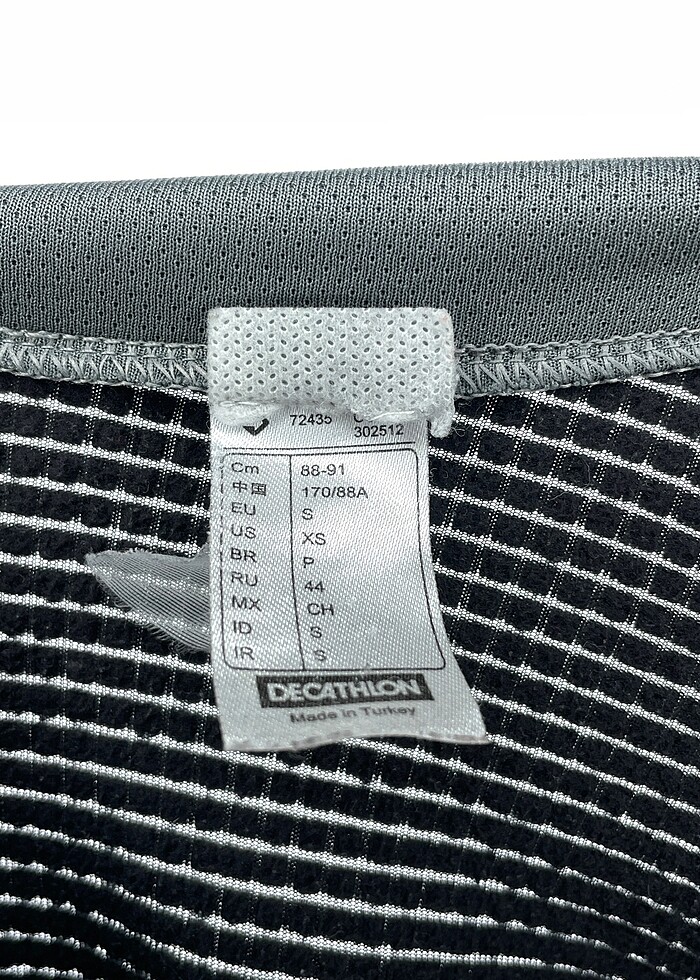 72435
302512
Cm 88-91
中国 170/88A
EU S
US XS
BR P
RU 44
MX CH
ID S
IR S
DECATHLON
Made in Turkey